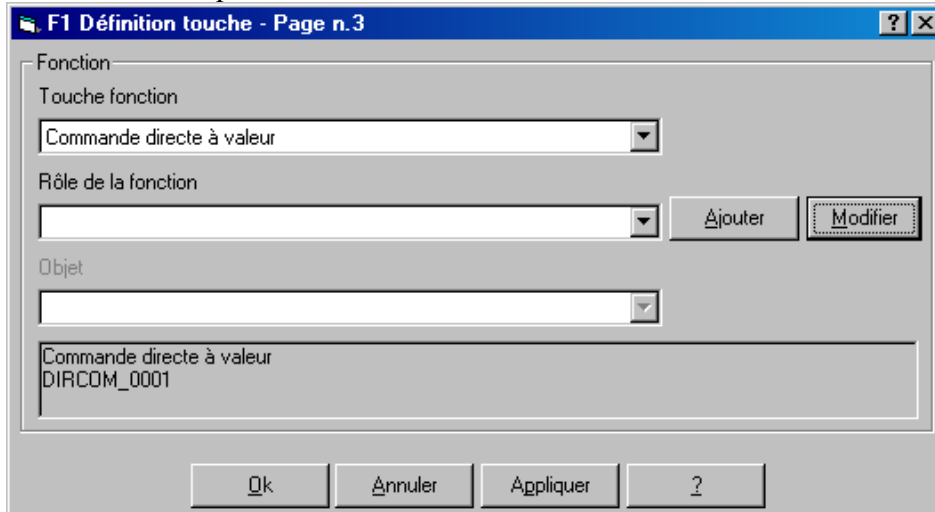 F1 Définition touche - Page n.3
Fonction
Touche fonction
Commande directe à valeur
Rôle de la fonction
Ajouter
Modifier
Objet
Commande directe à valeur
DIRCOM_0001
Ok
Annuler
Appliquer
?